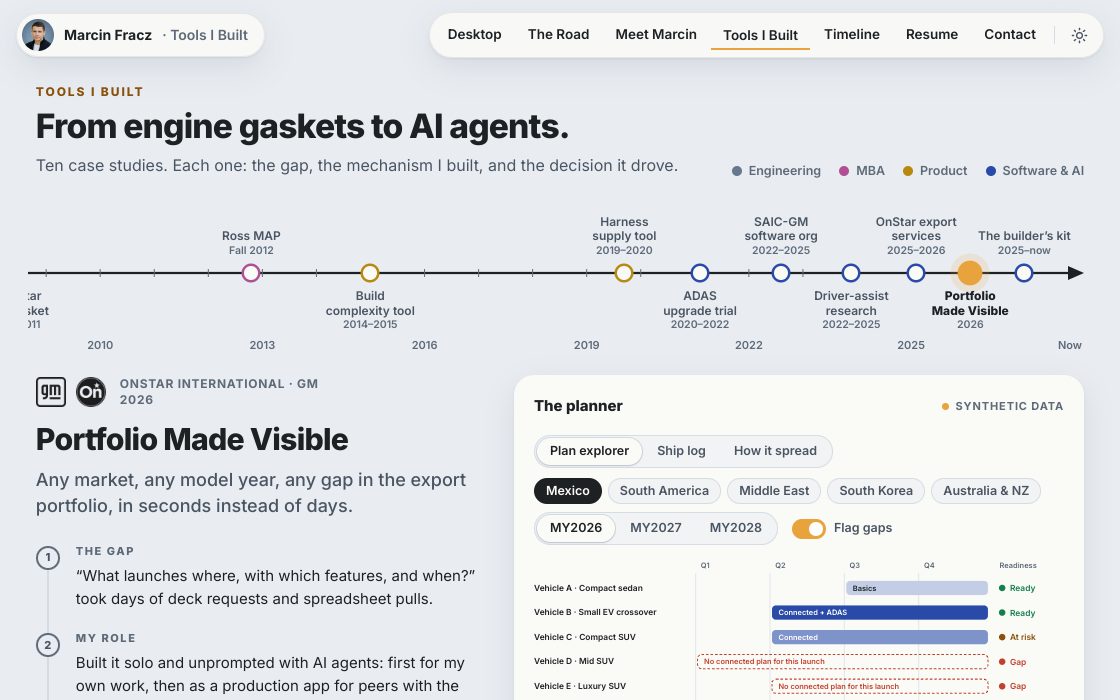 Marcin Fracz · Tools I Built
Desktop
The Road
Meet Marcin
Tools I Built
Timeline
Resume
Contact
TOOLS I BUILT
From engine gaskets to AI agents.
Ten case studies. Each one: the gap, the mechanism I built, and the decision it drove.
Engineering
MBA
Product
Software & AI
Ross MAP
Fall 2012
Harness
supply tool
2019–2020
SAIC-GM
software org
2022–2025
OnStar export
services
2025–2026
The builder’s kit
2025–now
Build
complexity tool
2014–2015
ADAS
upgrade trial
2020–2022
Driver-assist
research
2022–2025
Portfolio
Made Visible
2026
2010
2013
2016
2019
2022
2025
Now
gm
On
ONSTAR INTERNATIONAL · GM
2026
Portfolio Made Visible
Any market, any model year, any gap in the export
portfolio, in seconds instead of days.
1
THE GAP
“What launches where, with which features, and when?”
took days of deck requests and spreadsheet pulls.
2
MY ROLE
Built it solo and unprompted with AI agents: first for my
own work, then as a production app for peers with the
The planner
SYNTHETIC DATA
Plan explorer
Ship log
How it spread
Mexico
South America
Middle East
South Korea
Australia & NZ
MY2026
MY2027
MY2028
Flag gaps
Q1
Q2
Q3
Q4
Readiness
Vehicle A · Compact sedan
Basics
Ready
Vehicle B · Small EV crossover
Connected + ADAS
Ready
Vehicle C · Compact SUV
Connected
At risk
Vehicle D · Mid SUV
No connected plan for this launch
Gap
Vehicle E · Luxury SUV
No connected plan for this launch
Gap